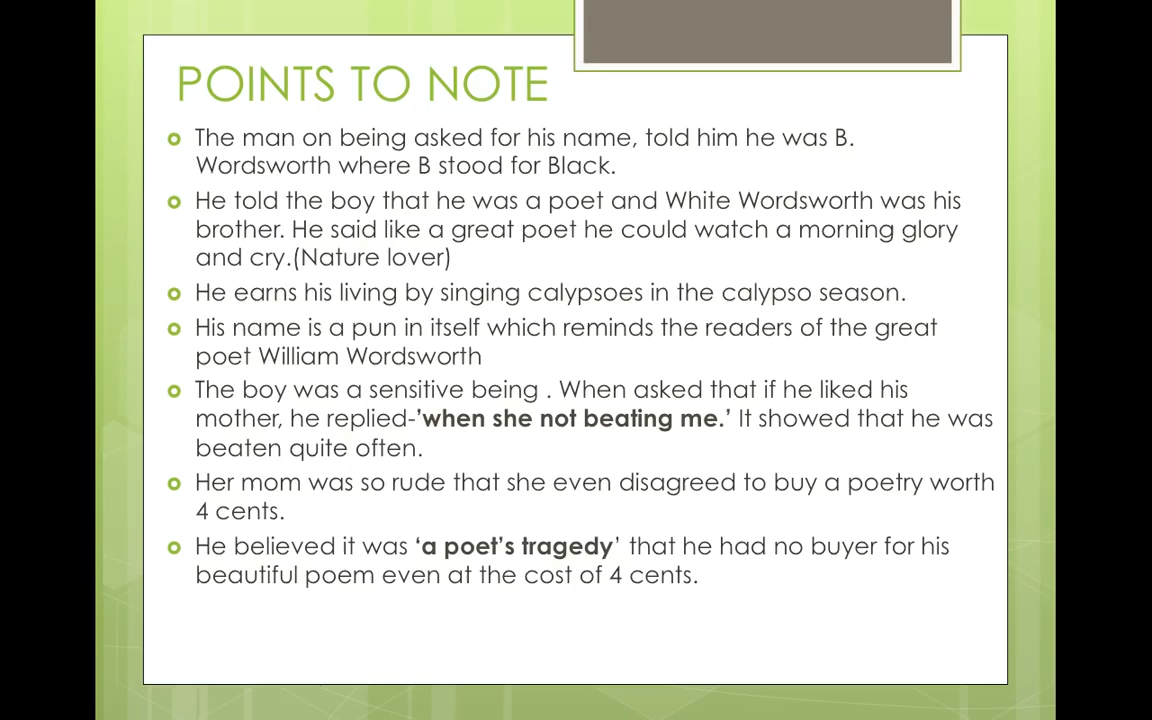 POINTS TO NOTE
The man on being asked for his name, told him he was B.
Wordsworth where B stood for Black.
He told the boy that he was a poet and White Wordsworth was his
brother. He said like a great poet he could watch a morning glory
and cry.(Nature lover)
He earns his living by singing calypsoes in the calypso season.
His name is a pun in itself which reminds the readers of the great
poet William Wordsworth
The boy was a sensitive being . When asked that if he liked his
mother, he replied-’when she not beating me.’ It showed that he was
beaten quite often.
Her mom was so rude that she even disagreed to buy a poetry worth
4 cents.
He believed it was ‘a poet’s tragedy’ that he had no buyer for his
beautiful poem even at the cost of 4 cents.